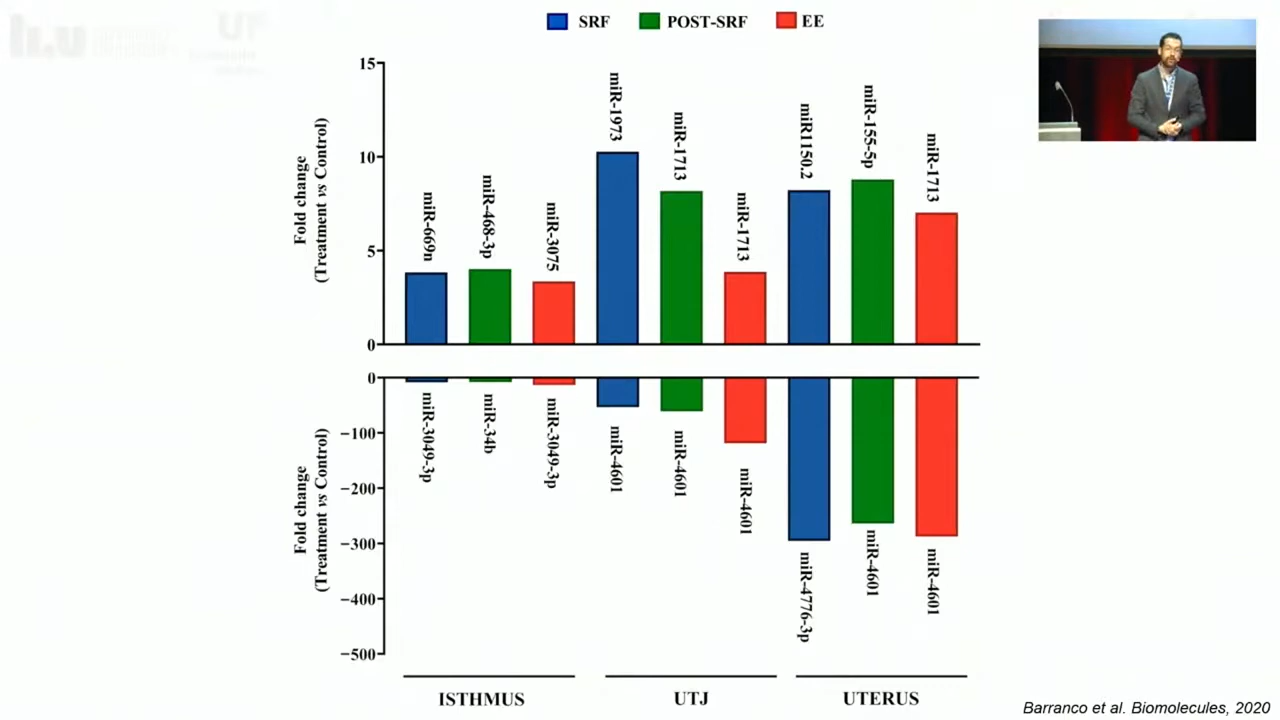 SRF POST-SRF EE
Fold change
(Treatment vs Control)
15
10
5
0
miR-669n
miR-468-3p
miR-3075
miR-1973
miR-1713
miR-1713
miR1150.2
miR-155-5p
miR-1713
Fold change
(Treatment vs Control)
0
−100
−200
−300
−400
−500
miR-3049-3p
miR-34b
miR-3049-3p
miR-4601
miR-4601
miR-4601
miR-4776-3p
miR-4601
miR-4601
ISTHMUS UTJ UTERUS
Barranco et al. Biomolecules, 2020